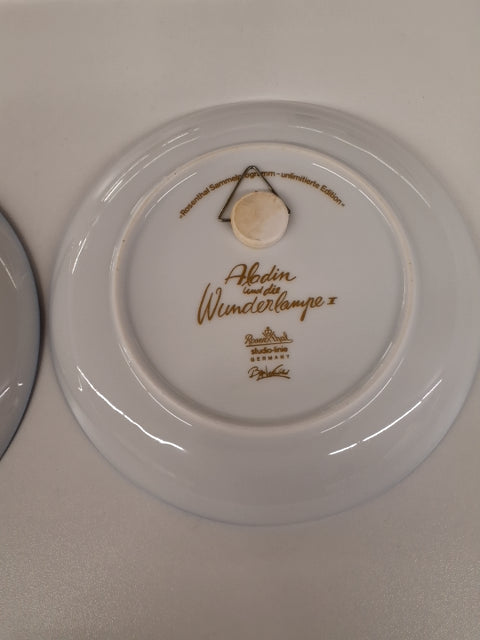 «Rosenthal Sammelprogramm – unlimitierte Edition»
Aladin
und die
Wunderlampe II
Rosenthal
studio-linie
GERMANY